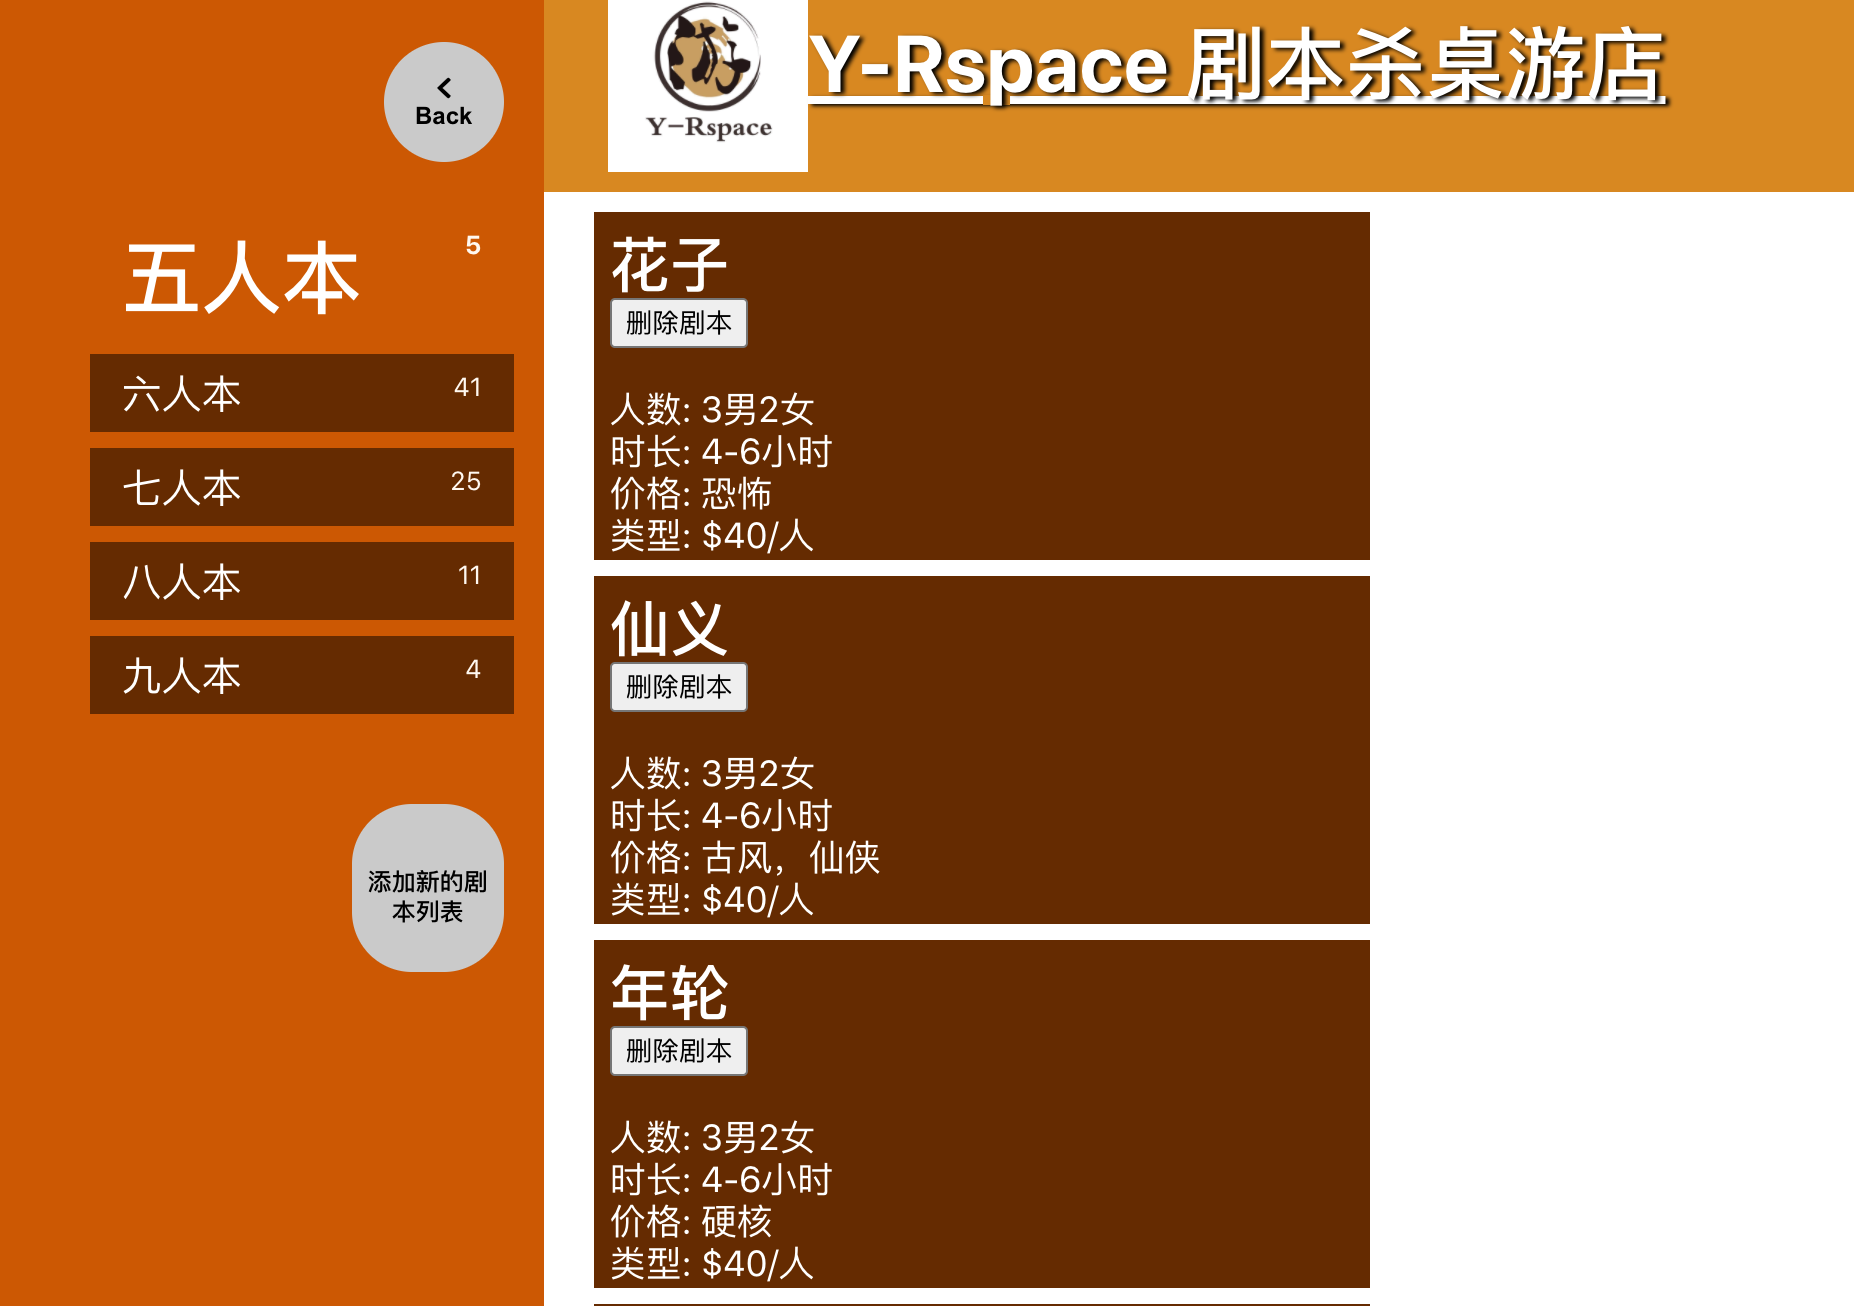 Back
五人本 5
六人本 41
七人本 25
八人本 11
九人本 4
添加新的剧
本列表
Y-Rspace
Y-Rspace 剧本杀桌游店
花子
删除剧本
人数: 3男2女
时长: 4-6小时
价格: 恐怖
类型: $40/人
仙义
删除剧本
人数: 3男2女
时长: 4-6小时
价格: 古风，仙侠
类型: $40/人
年轮
删除剧本
人数: 3男2女
时长: 4-6小时
价格: 硬核
类型: $40/人